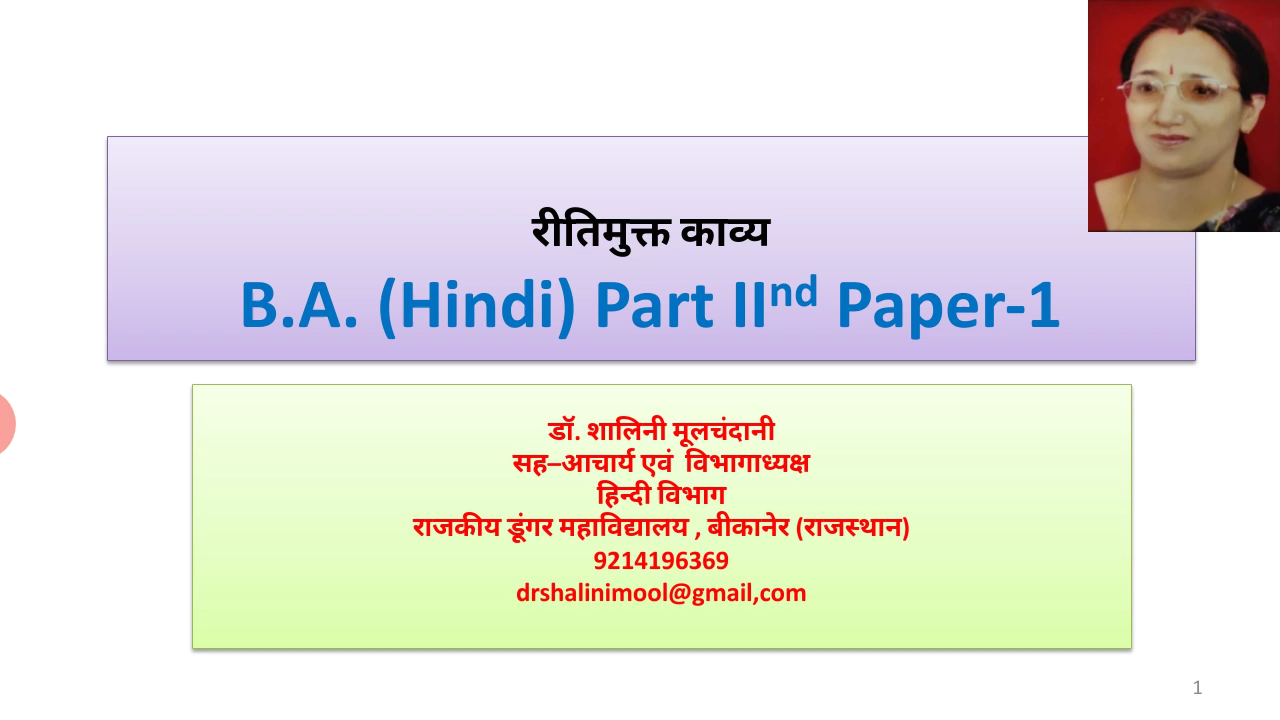 रीतिमुक्त काव्य
B.A. (Hindi) Part IInd Paper-1
डॉ. शालिनी मूलचंदानी
सह–आचार्य एवं विभागाध्यक्ष
हिन्दी विभाग
राजकीय डूंगर महाविद्यालय , बीकानेर (राजस्थान)
9214196369
drshalinimool@gmail,com
1